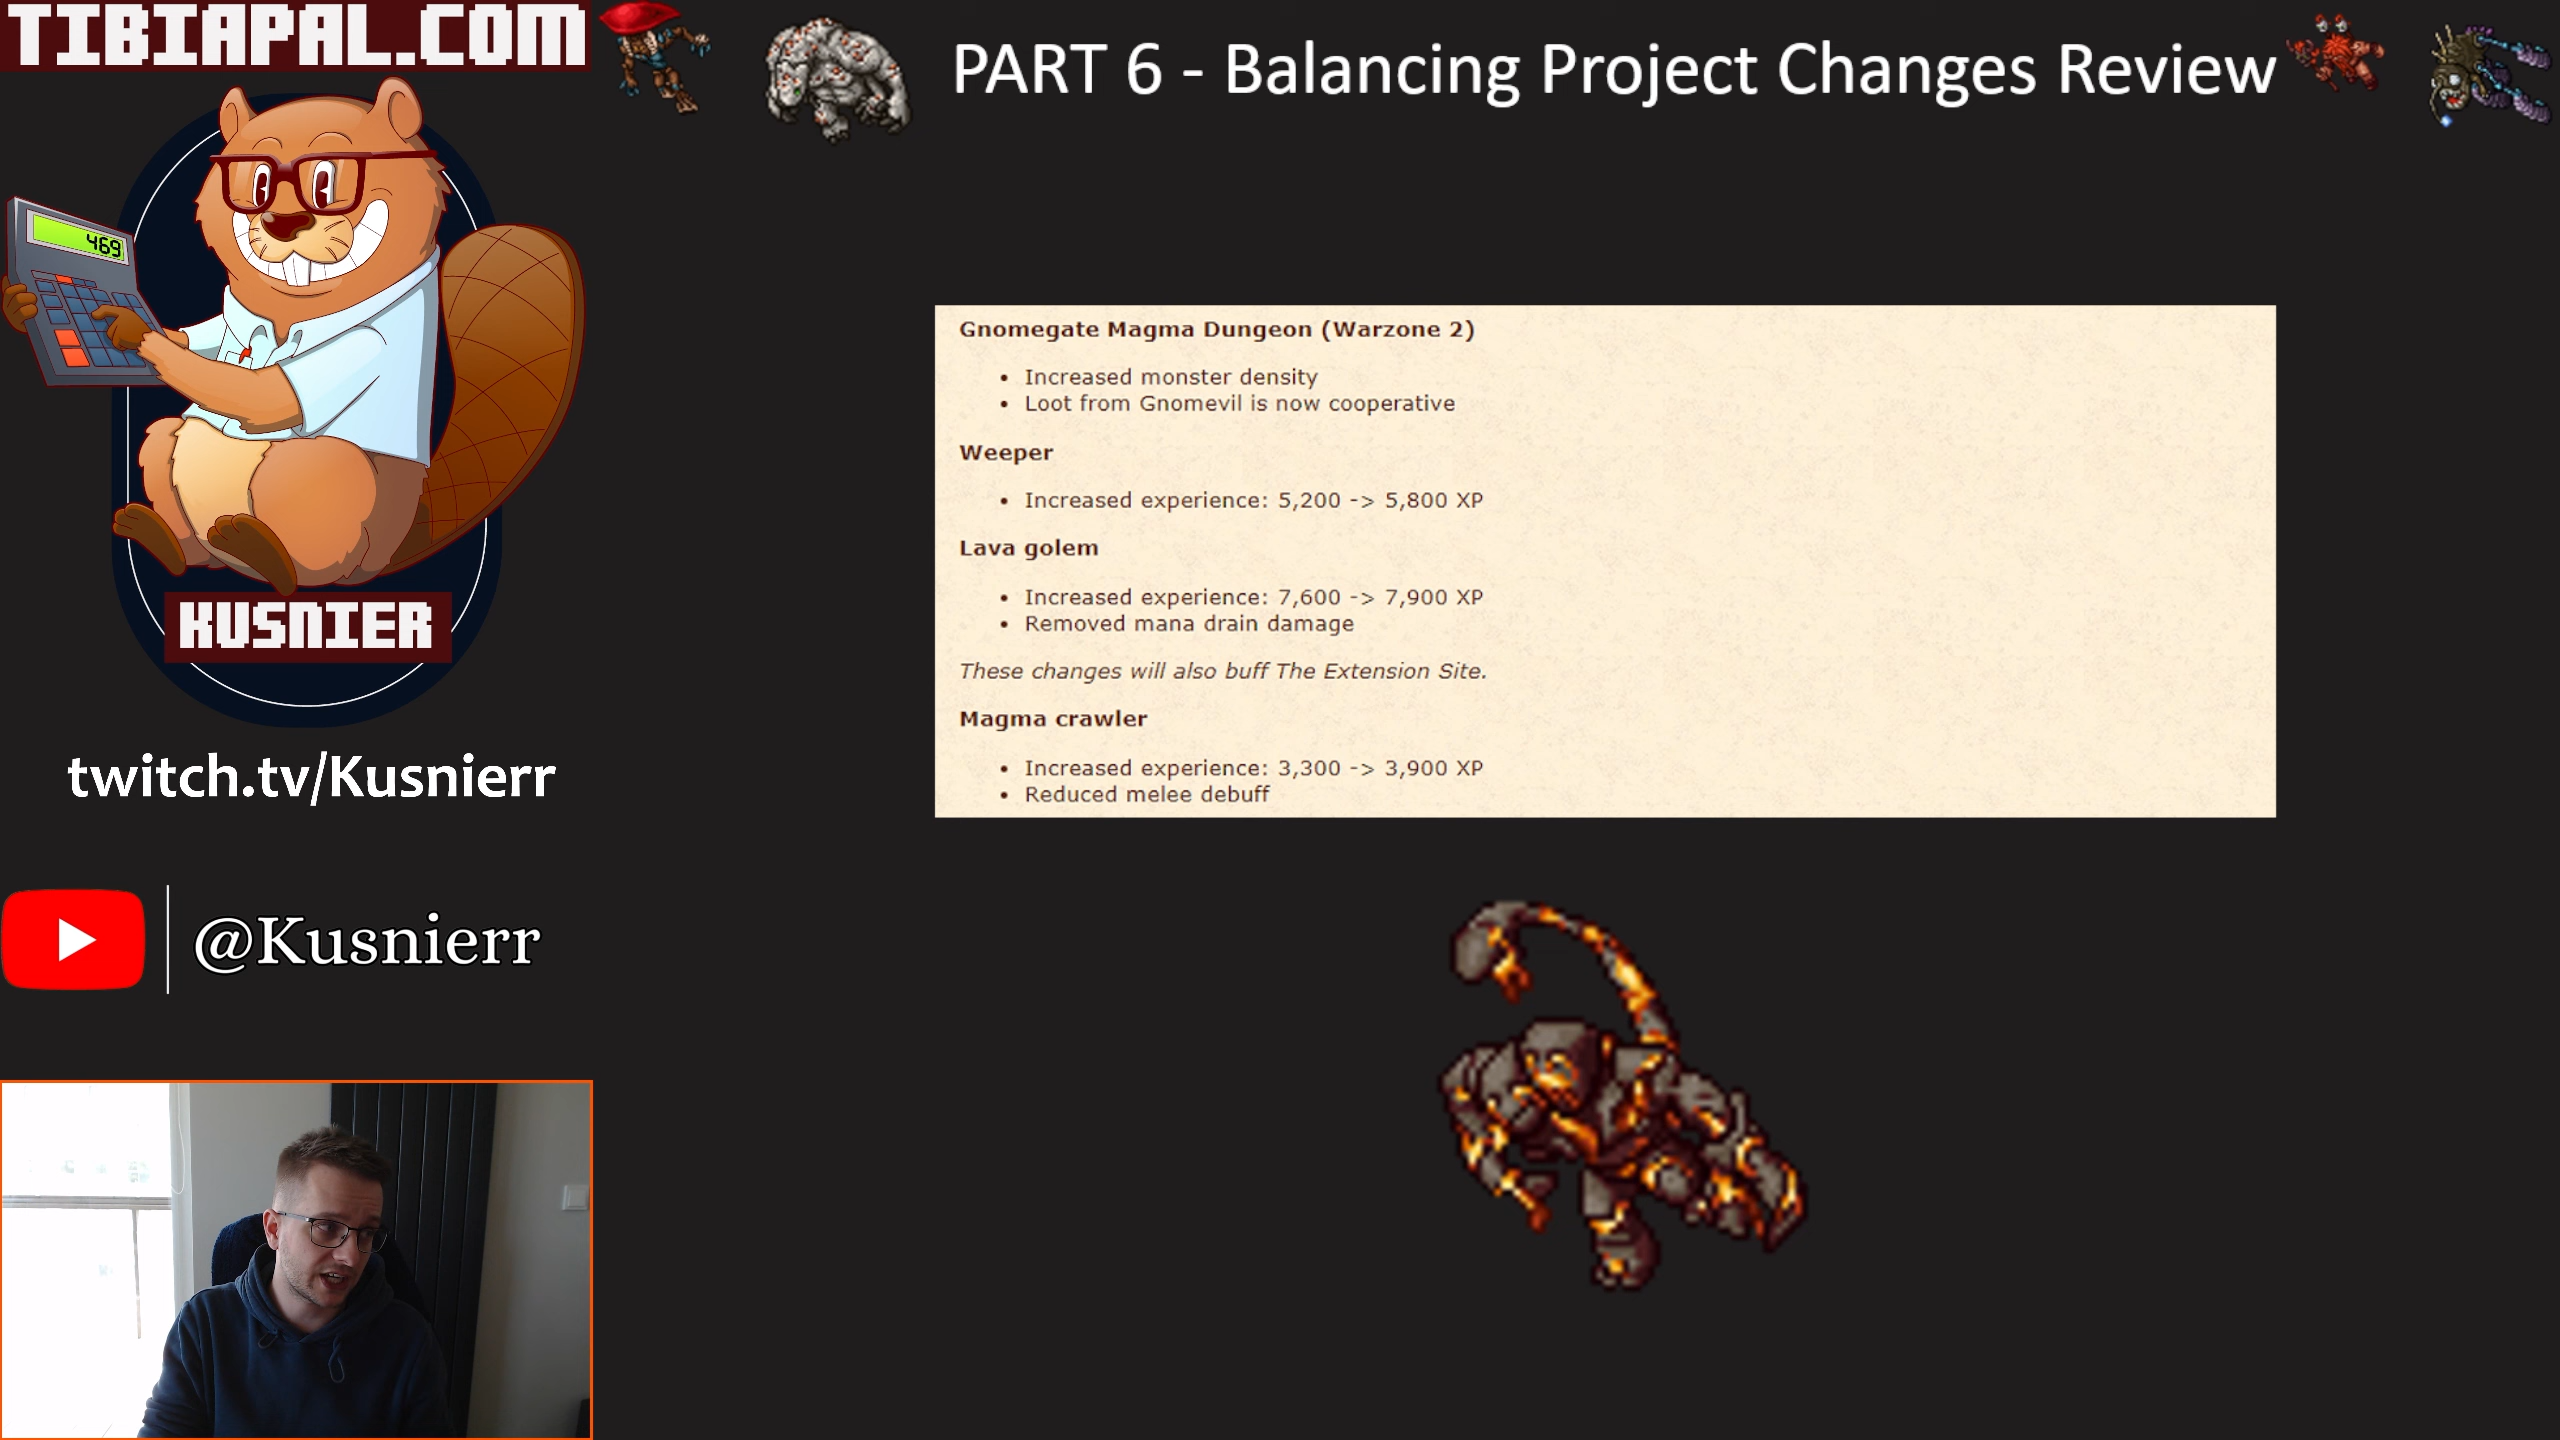 TIBIAPAL.COM
PART 6 - Balancing Project Changes Review
469
KUSNIER
twitch.tv/Kusnierr
@Kusnierr
Gnomegate Magma Dungeon (Warzone 2)
• Increased monster density
• Loot from Gnomevil is now cooperative
Weeper
• Increased experience: 5,200 -> 5,800 XP
Lava golem
• Increased experience: 7,600 -> 7,900 XP
• Removed mana drain damage
These changes will also buff The Extension Site.
Magma crawler
• Increased experience: 3,300 -> 3,900 XP
• Reduced melee debuff